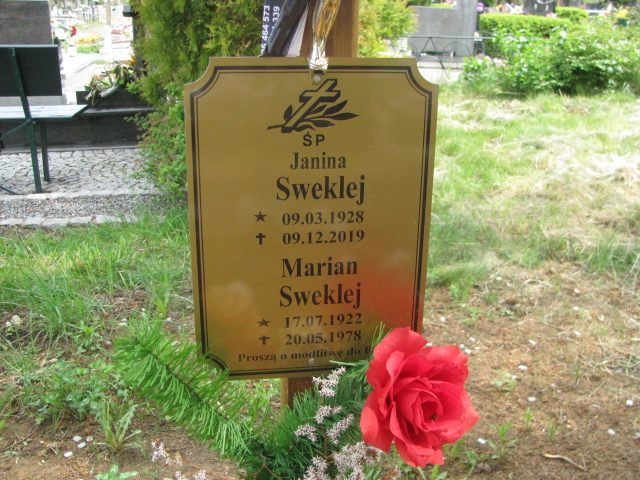 ŚP
Janina
Sweklej
★ 09.03.1928
✝ 09.12.2019
Marian
Sweklej
★ 17.07.1922
✝ 20.05.1978
Proszą o modlitwę do